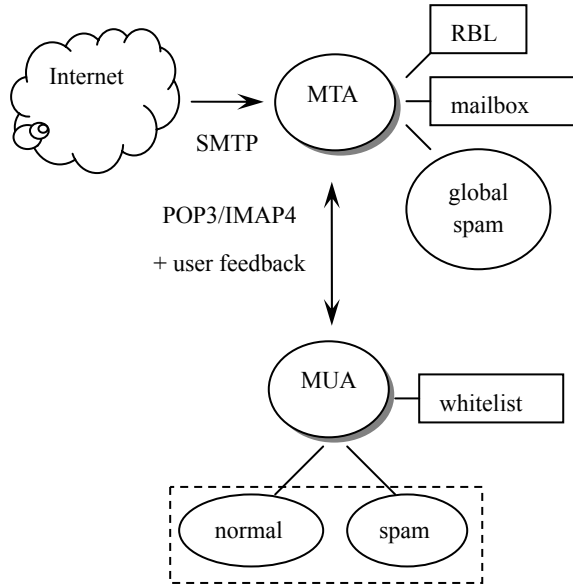 RBL
Internet
MTA
mailbox
SMTP
global
spam
POP3/IMAP4
+ user feedback
MUA
whitelist
normal
spam